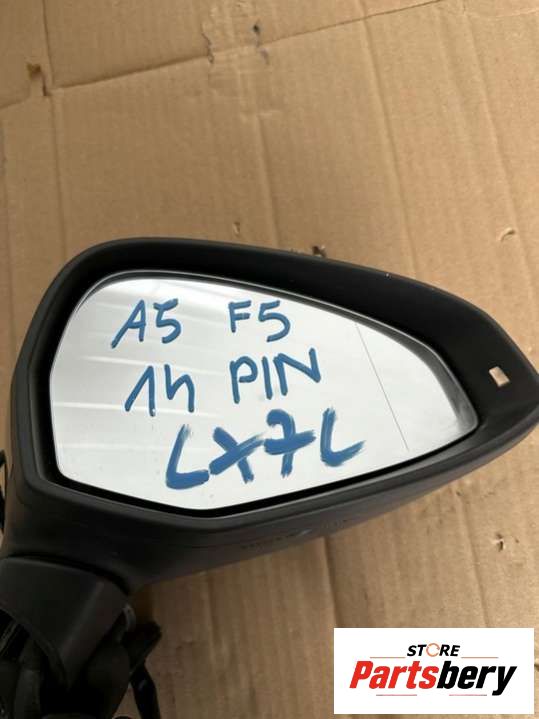 A5 F5
14 PIN
LX7L
STORE
Partsbery